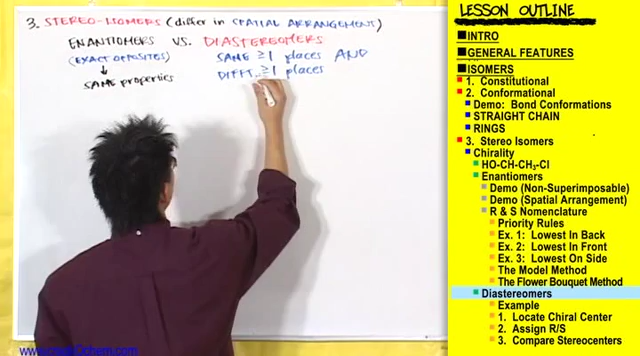 3. STEREO-ISOMERS (differ in SPATIAL ARRANGEMENT)
ENANTIOMERS VS. DIASTEREOMERS
(EXACT OPPOSITES) SAME ≥1 places AND
↓ DIFFT. ≥1 places
SAME properties
LESSON OUTLINE
INTRO
GENERAL FEATURES
ISOMERS
1. Constitutional
2. Conformational
Demo: Bond Conformations
STRAIGHT CHAIN
RINGS
3. Stereo Isomers
Chirality
HO-CH-CH₃-Cl
Enantiomers
Demo (Non-Superimposable)
Demo (Spatial Arrangement)
R & S Nomenclature
Priority Rules
Ex. 1: Lowest In Back
Ex. 2: Lowest In Front
Ex. 3: Lowest On Side
The Model Method
The Flower Bouquet Method
Diastereomers
Example
1. Locate Chiral Center
2. Assign R/S
3. Compare Stereocenters